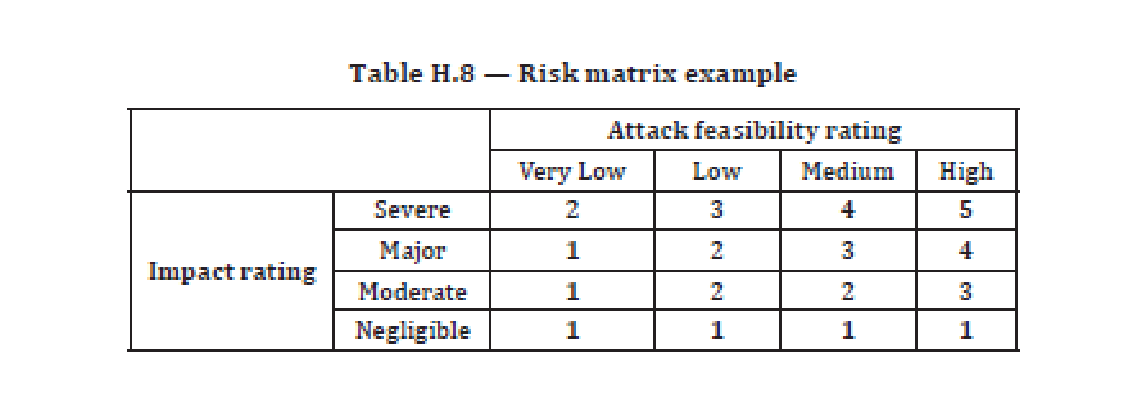 Table H.8 — Risk matrix example
Attack feasibility rating
Very Low Low Medium High
Impact rating
Severe 2 3 4 5
Major 1 2 3 4
Moderate 1 2 2 3
Negligible 1 1 1 1